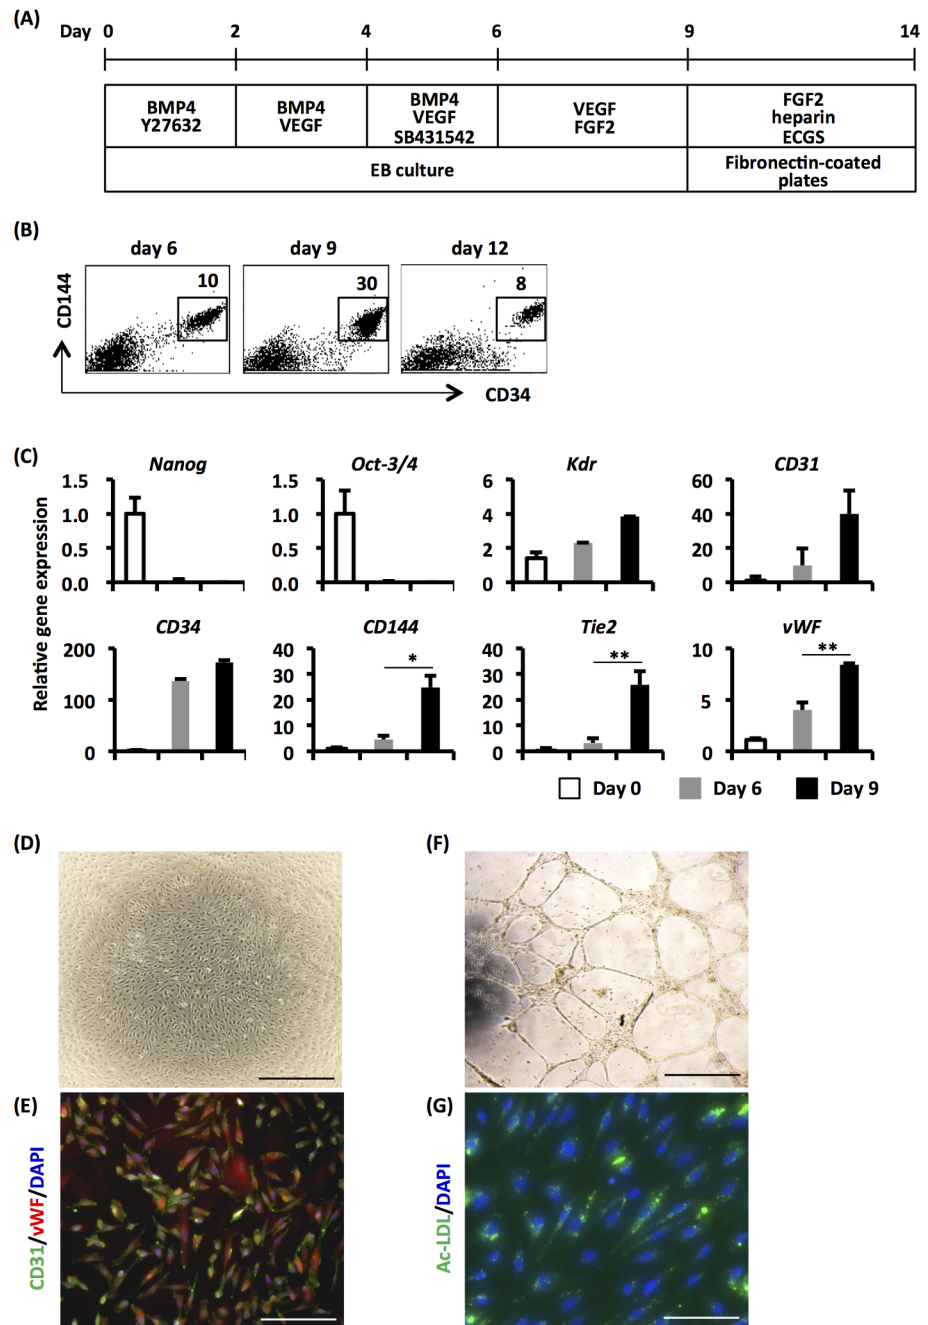 (A)
Day 0 2 4 6 9 14
BMP4
Y27632
BMP4
VEGF
BMP4
VEGF
SB431542
VEGF
FGF2
FGF2
heparin
ECGS
EB culture
Fibronectin-coated
plates
(B)
day 6 day 9 day 12
10 30 8
CD144
CD34
(C)
Relative gene expression
Nanog
1.5
1.0
0.5
0.0
Oct-3/4
1.5
1.0
0.5
0.0
Kdr
6
4
2
0
CD31
60
40
20
0
CD34
200
100
0
CD144
40
30
20
10
0
*
Tie2
40
30
20
10
0
**
vWF
10
5
0
**
Day 0 Day 6 Day 9
(D)
(F)
(E)
CD31/vWF/DAPI
(G)
Ac-LDL/DAPI